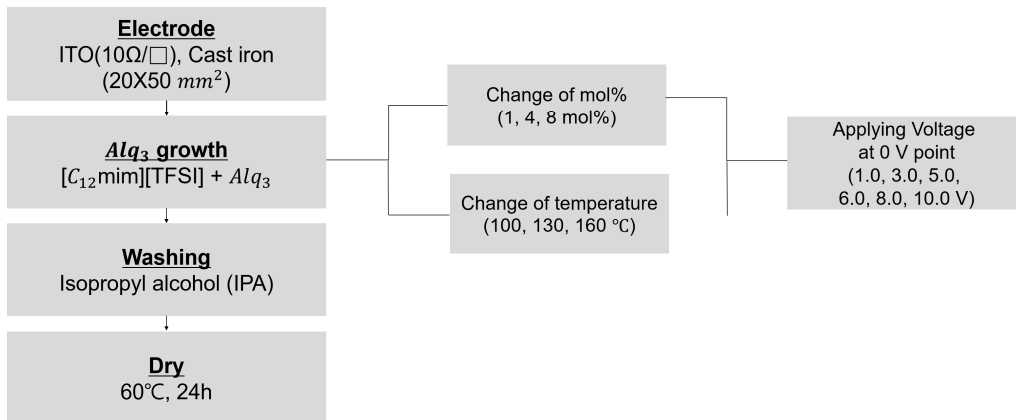 Electrode
ITO(10Ω/□), Cast iron
(20X50 mm²)
Alq₃ growth
[C₁₂mim][TFSI] + Alq₃
Washing
Isopropyl alcohol (IPA)
Dry
60℃, 24h
Change of mol%
(1, 4, 8 mol%)
Change of temperature
(100, 130, 160 ℃)
Applying Voltage
at 0 V point
(1.0, 3.0, 5.0,
6.0, 8.0, 10.0 V)